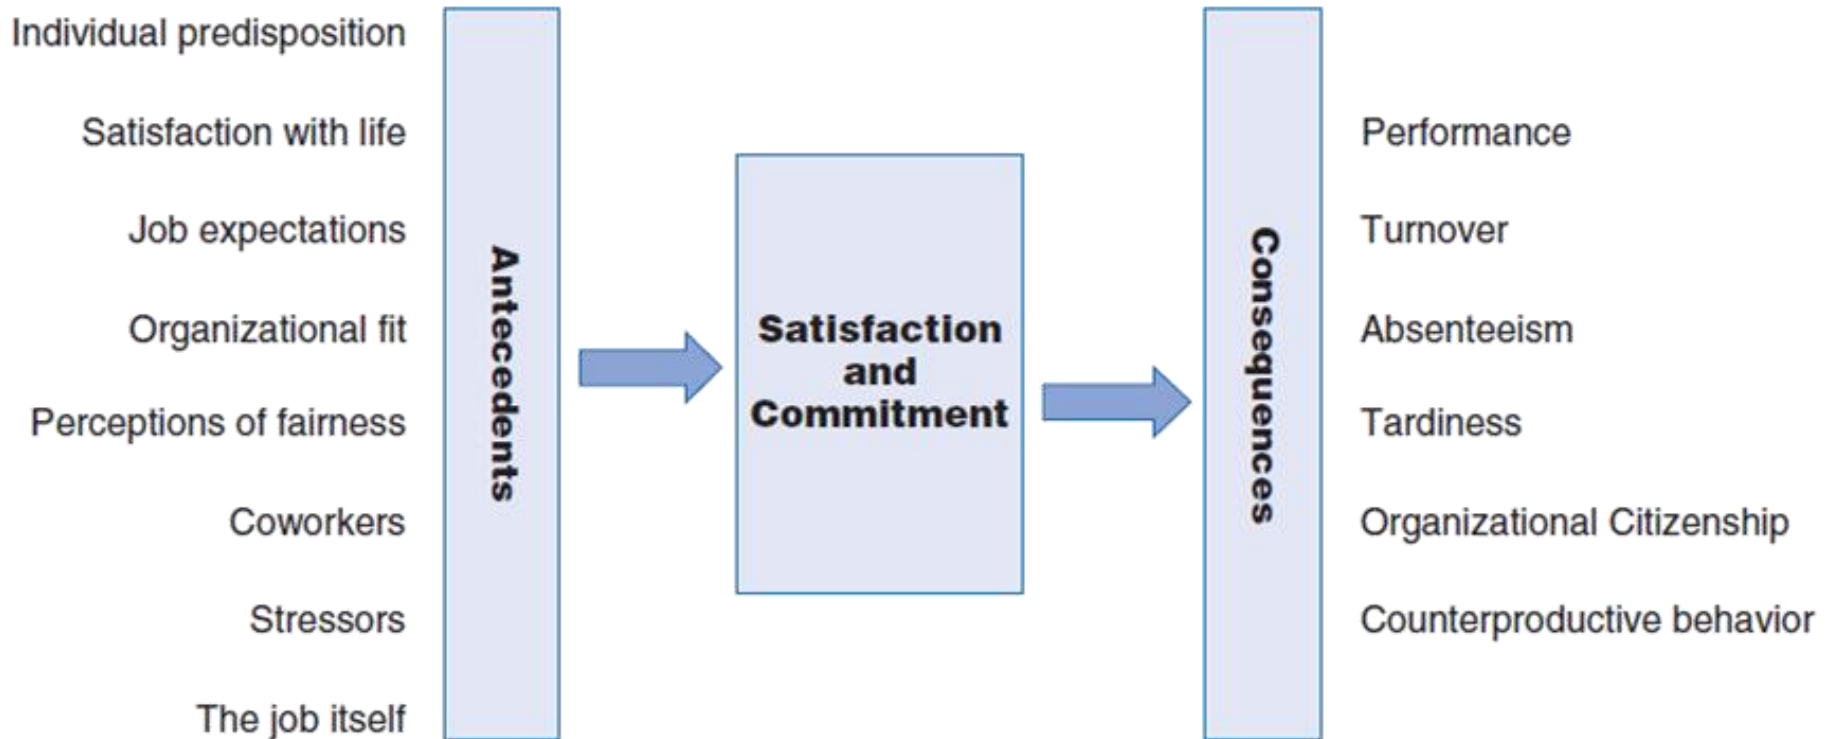 Individual predisposition
Satisfaction with life
Job expectations
Organizational fit
Perceptions of fairness
Coworkers
Stressors
The job itself
Antecedents
Satisfaction
and
Commitment
Consequences
Performance
Turnover
Absenteeism
Tardiness
Organizational Citizenship
Counterproductive behavior